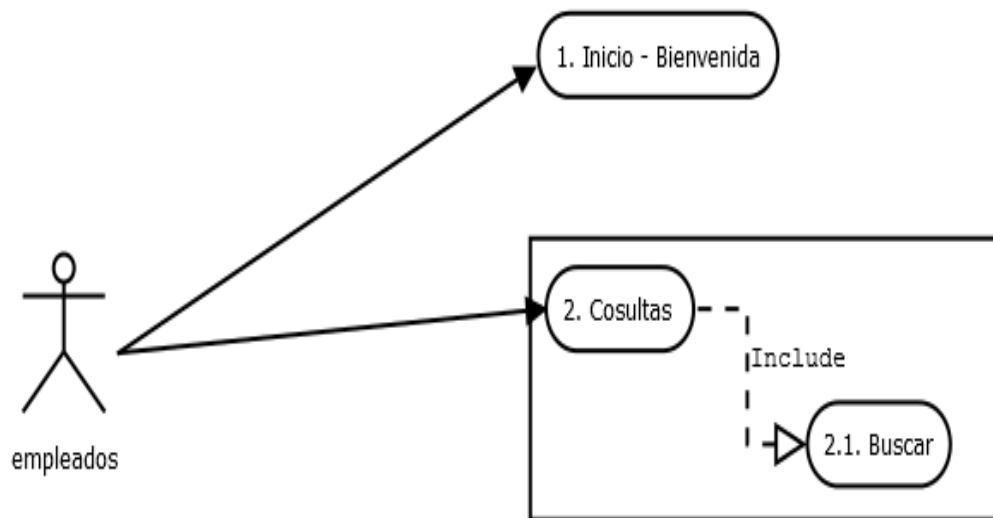 1. Inicio - Bienvenida
2. Cosultas
Include
2.1. Buscar
empleados